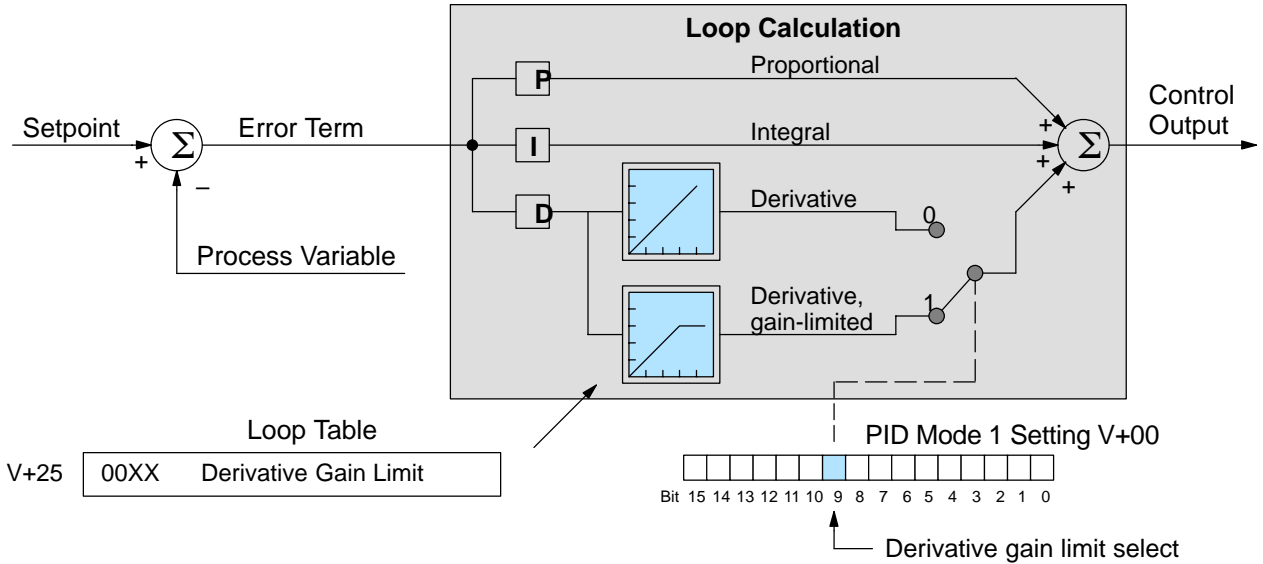 Loop Calculation
Setpoint
+
Σ
−
Error Term
Process Variable
P
Proportional
I
Integral
D
Derivative
0
Derivative,
gain-limited
1
+
+
+
Σ
Control
Output
Loop Table
V+25 00XX Derivative Gain Limit
PID Mode 1 Setting V+00
Bit 15 14 13 12 11 10 9 8 7 6 5 4 3 2 1 0
Derivative gain limit select